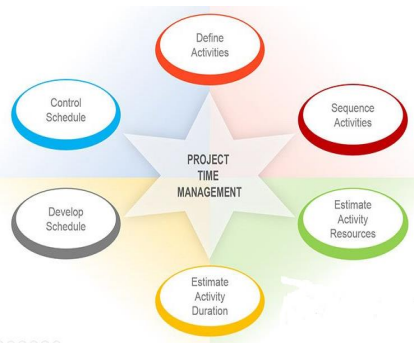 Define
Activities
Control
Schedule
Sequence
Activities
PROJECT
TIME
MANAGEMENT
Develop
Schedule
Estimate
Activity
Resources
Estimate
Activity
Duration